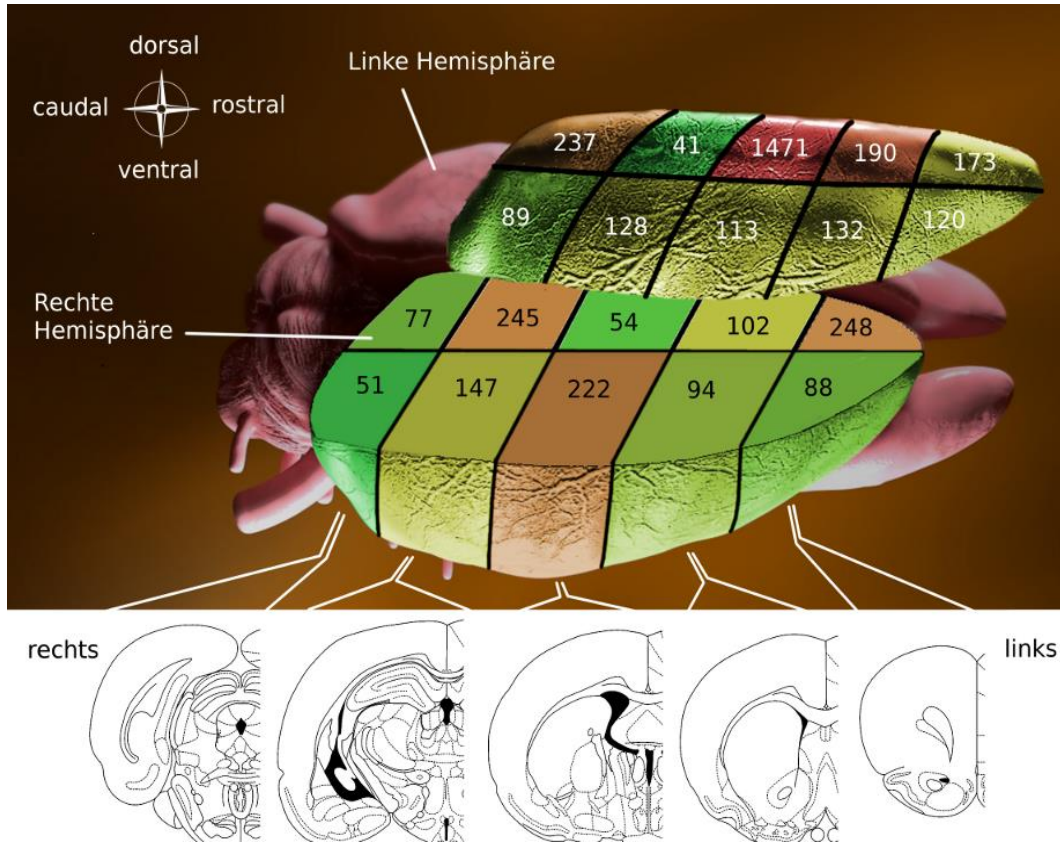 dorsal
caudal
rostral
ventral
Linke Hemisphäre
237 41 1471 190 173
89 128 113 132 120
Rechte
Hemisphäre
77 245 54 102 248
51 147 222 94 88
rechts
links